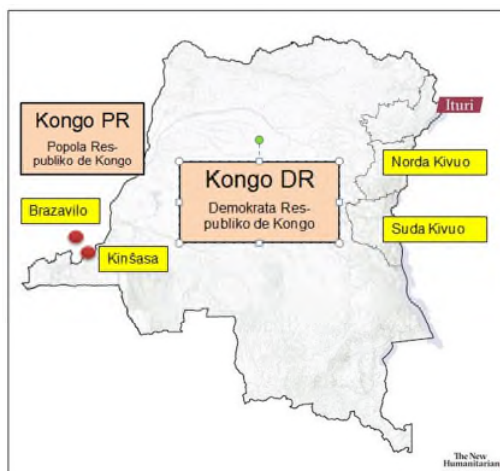 Ituri
Kongo PR
Popola Res-
publiko de Kongo
Kongo DR
Demokrata Res-
publiko de Kongo
Norda Kivuo
Brazavilo
Suda Kivuo
Kinŝasa
The New
Humanitarian